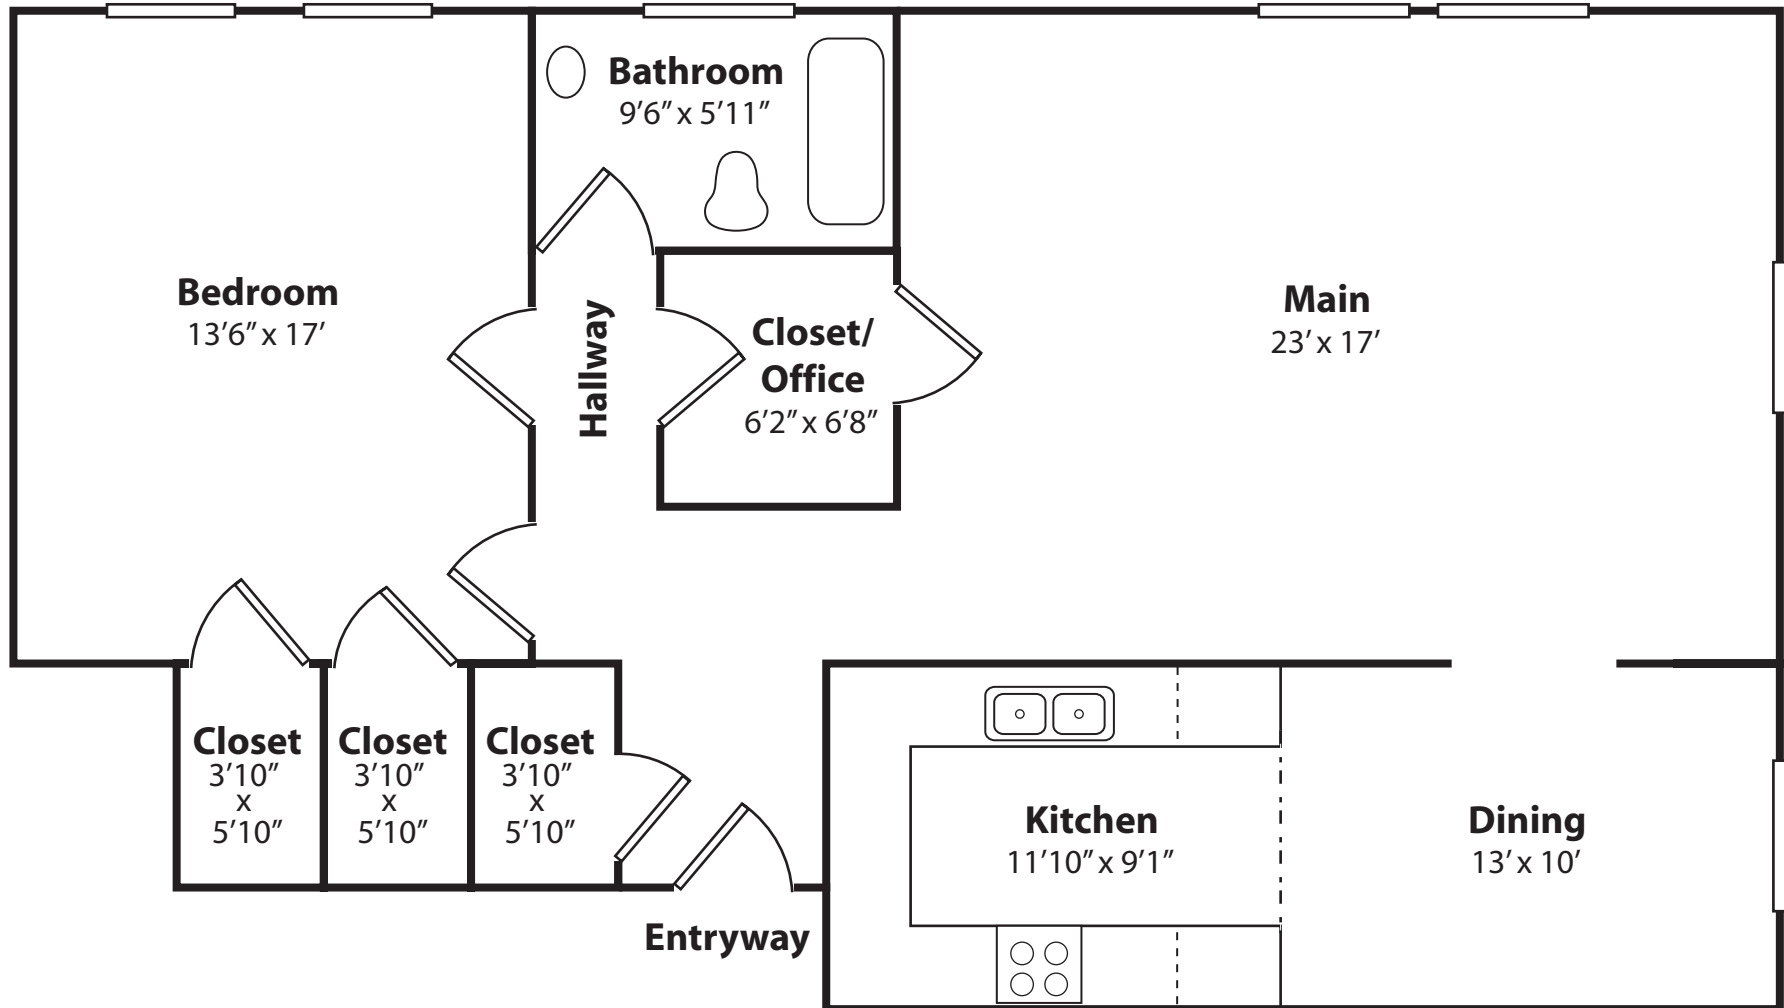 Bathroom
9′6″ x 5′11″
Bedroom
13′6″ x 17′
Hallway
Closet/
Office
6′2″ x 6′8″
Main
23′ x 17′
Closet
3′10″
x
5′10″
Closet
3′10″
x
5′10″
Closet
3′10″
x
5′10″
Kitchen
11′10″ x 9′1″
Dining
13′ x 10′
Entryway